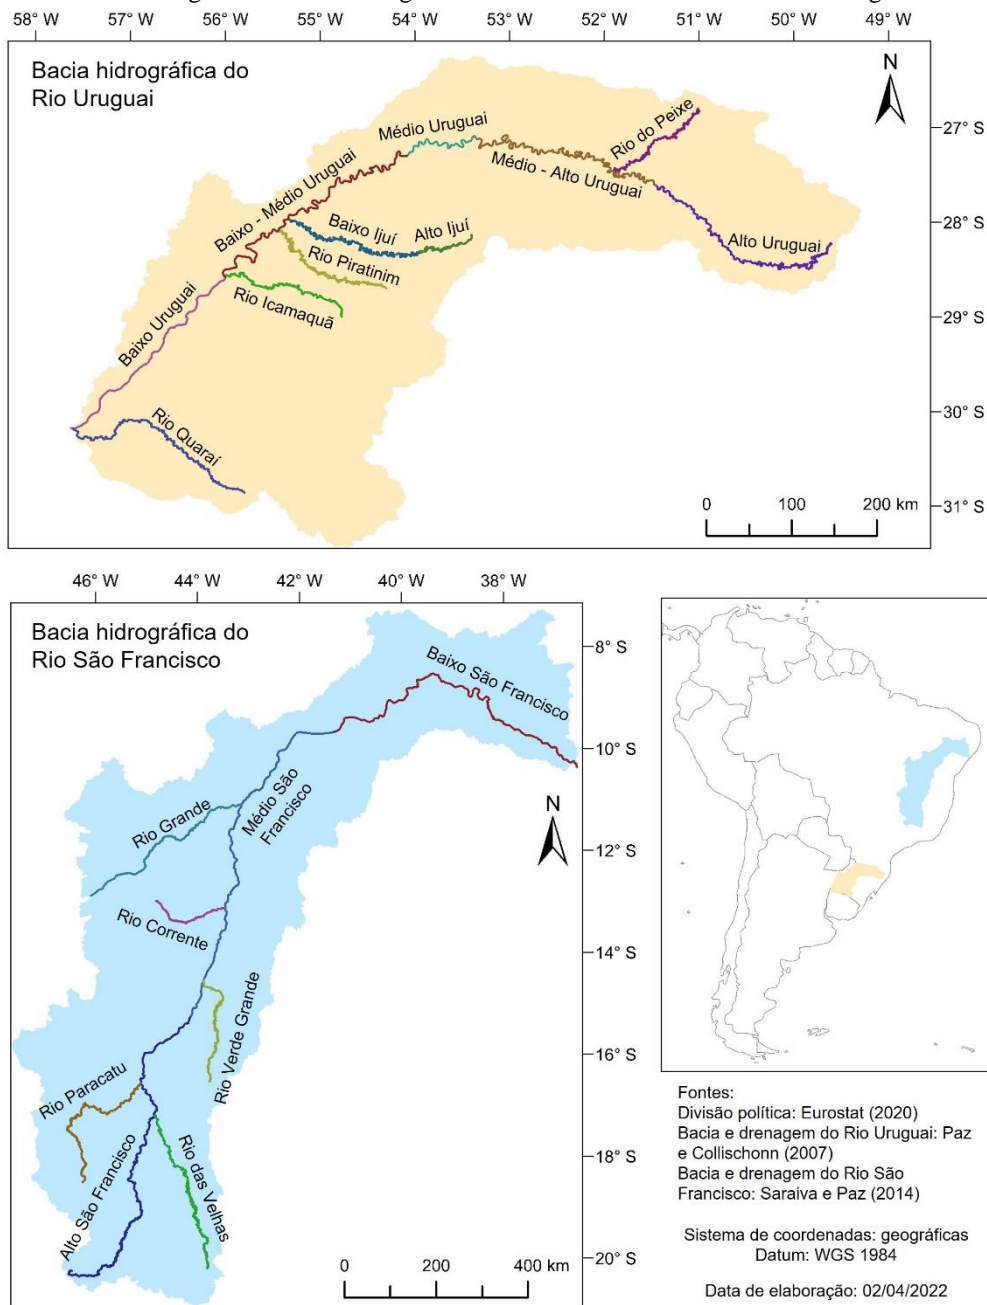 58° W 57° W 56° W 55° W 54° W 53° W 52° W 51° W 50° W 49° W
Bacia hidrográfica do
Rio Uruguai
N
Médio Uruguai
Rio do Peixe
27° S
Médio - Alto Uruguai
Baixo - Médio Uruguai
Baixo Ijuí
Alto Ijuí
28° S
Alto Uruguai
Rio Piratinim
Rio Icamaquã
29° S
Baixo Uruguai
30° S
Rio Quaraí
0 100 200 km
31° S
46° W 44° W 42° W 40° W 38° W
Bacia hidrográfica do
Rio São Francisco
8° S
Baixo São Francisco
10° S
Médio São
Francisco
N
Rio Grande
12° S
Rio Corrente
14° S
Rio Verde Grande
16° S
Rio Paracatu
Alto São Francisco
Rio das Velhas
18° S
20° S
0 200 400 km
Fontes:
Divisão política: Eurostat (2020)
Bacia e drenagem do Rio Uruguai: Paz
e Collischonn (2007)
Bacia e drenagem do Rio São
Francisco: Saraiva e Paz (2014)
Sistema de coordenadas: geográficas
Datum: WGS 1984
Data de elaboração: 02/04/2022